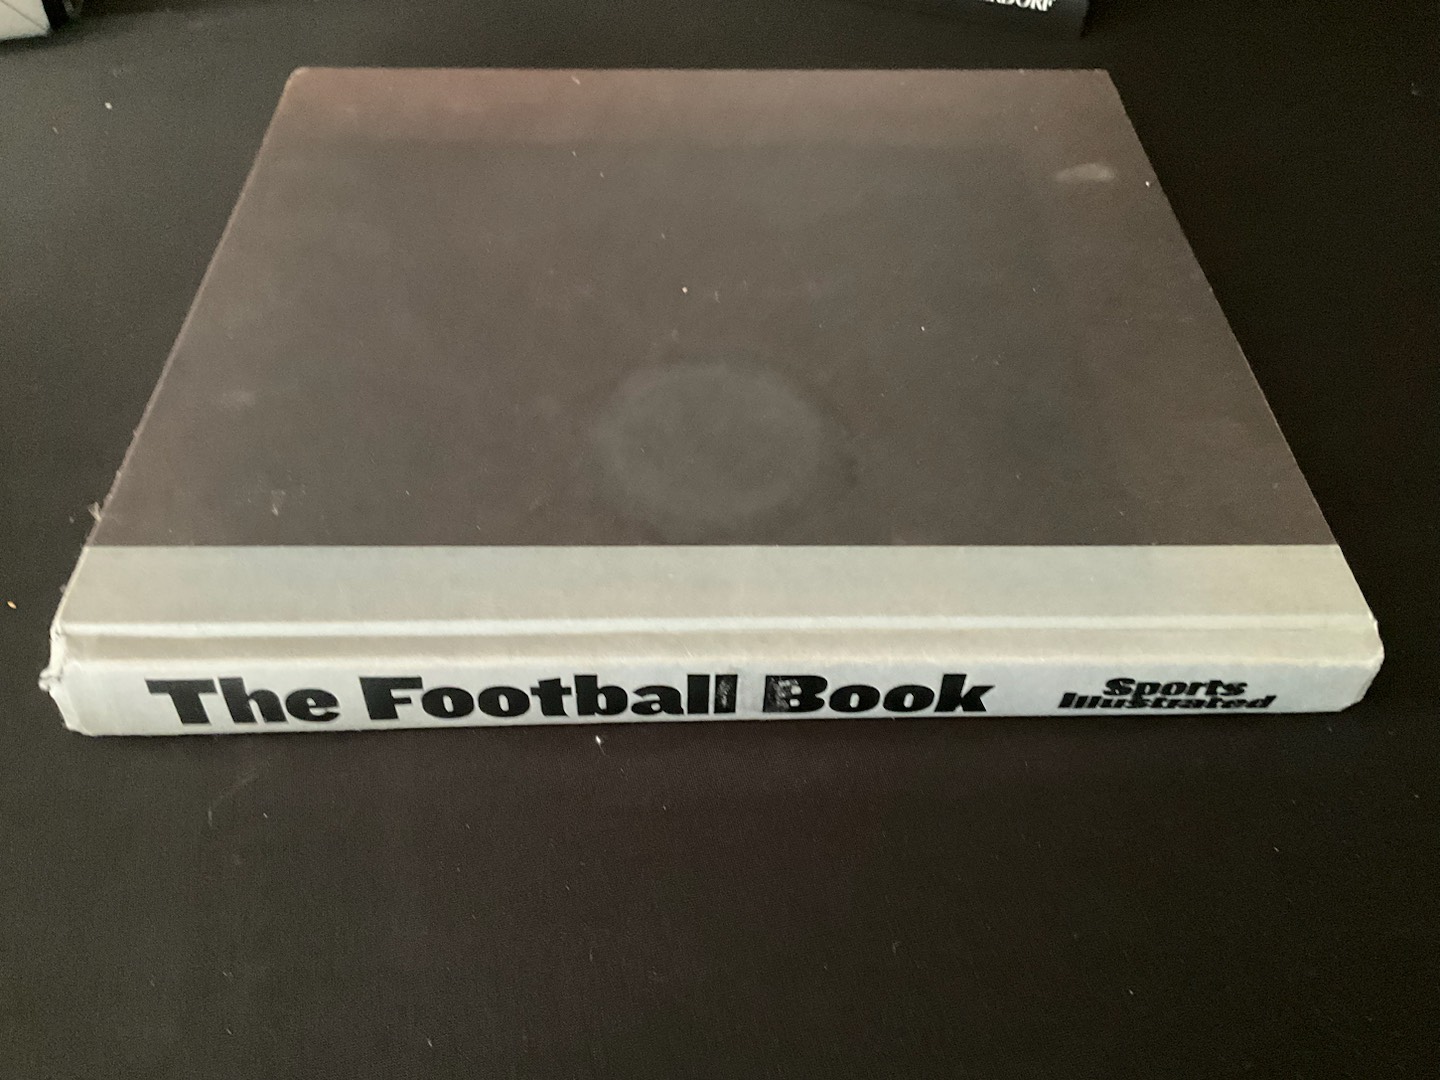 The Football Book
Sports
Illustrated